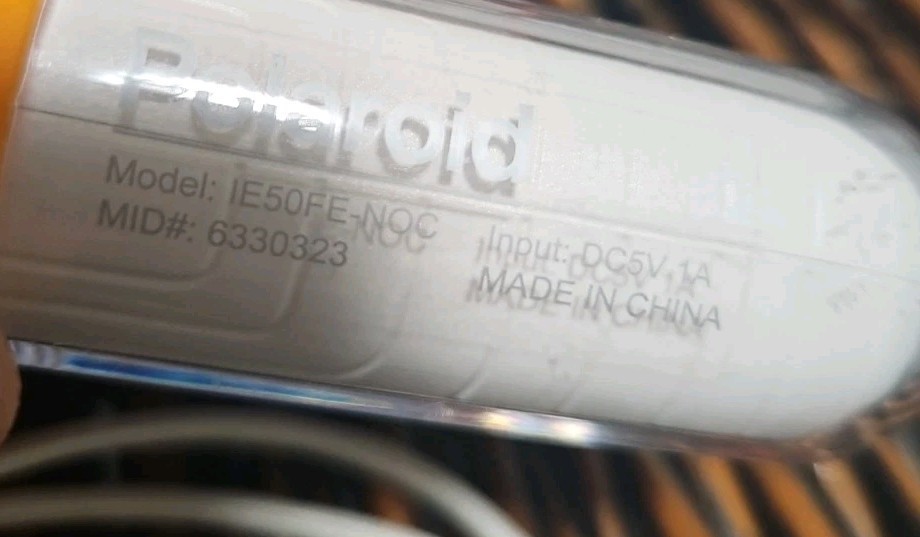 Polaroid
Model: IE50FE-NOC
MID#: 6330323
Input: DC5V 1A
MADE IN CHINA